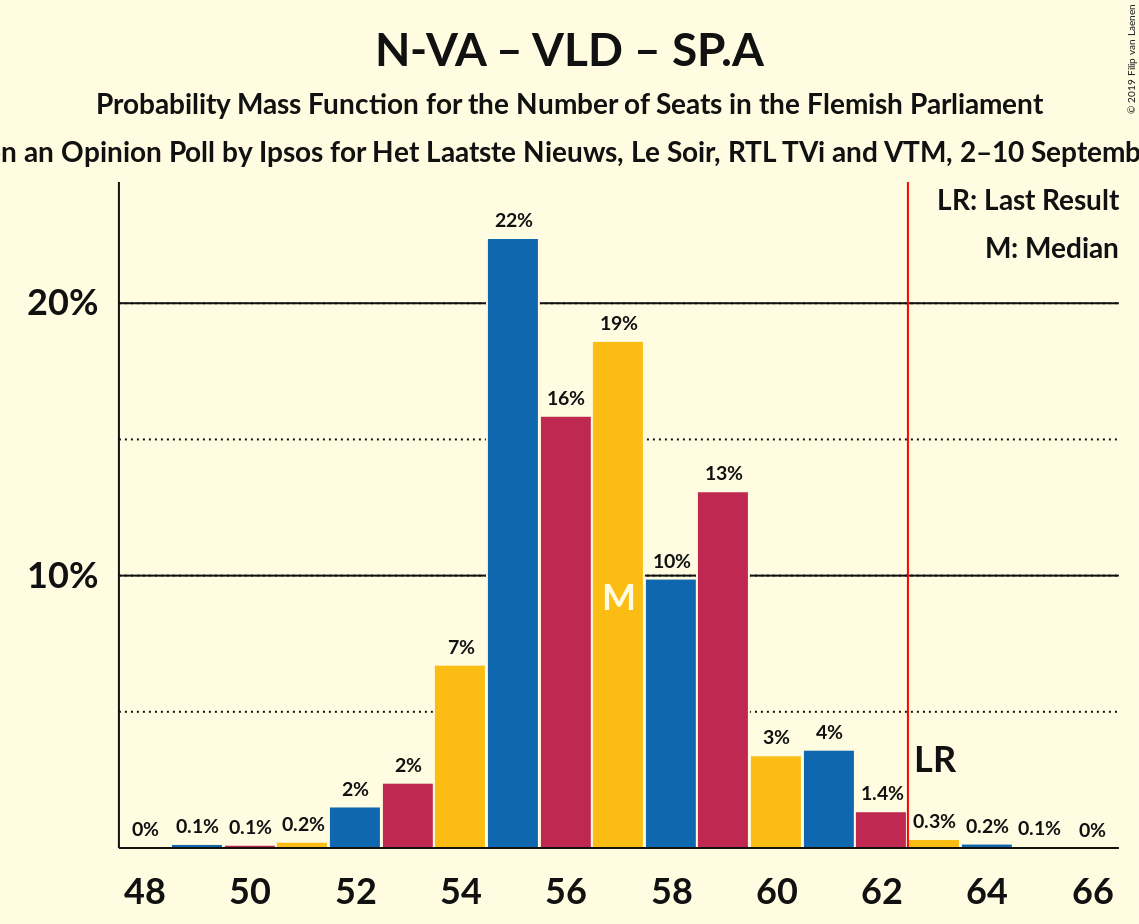 N-VA – VLD – SP.A
Probability Mass Function for the Number of Seats in the Flemish Parliament
an Opinion Poll by Ipsos for Het Laatste Nieuws, Le Soir, RTL TVi and VTM, 2–10
© 2019 Filip van Laenen
LR: Last Result
M: Median
22%
20%
19%
16%
13%
10%
10%
M
7%
4%
3%
LR
2%
2%
1.4%
0% 0.1% 0.1% 0.2% 0.3% 0.2% 0.1% 0%
48 50 52 54 56 58 60 62 64 66